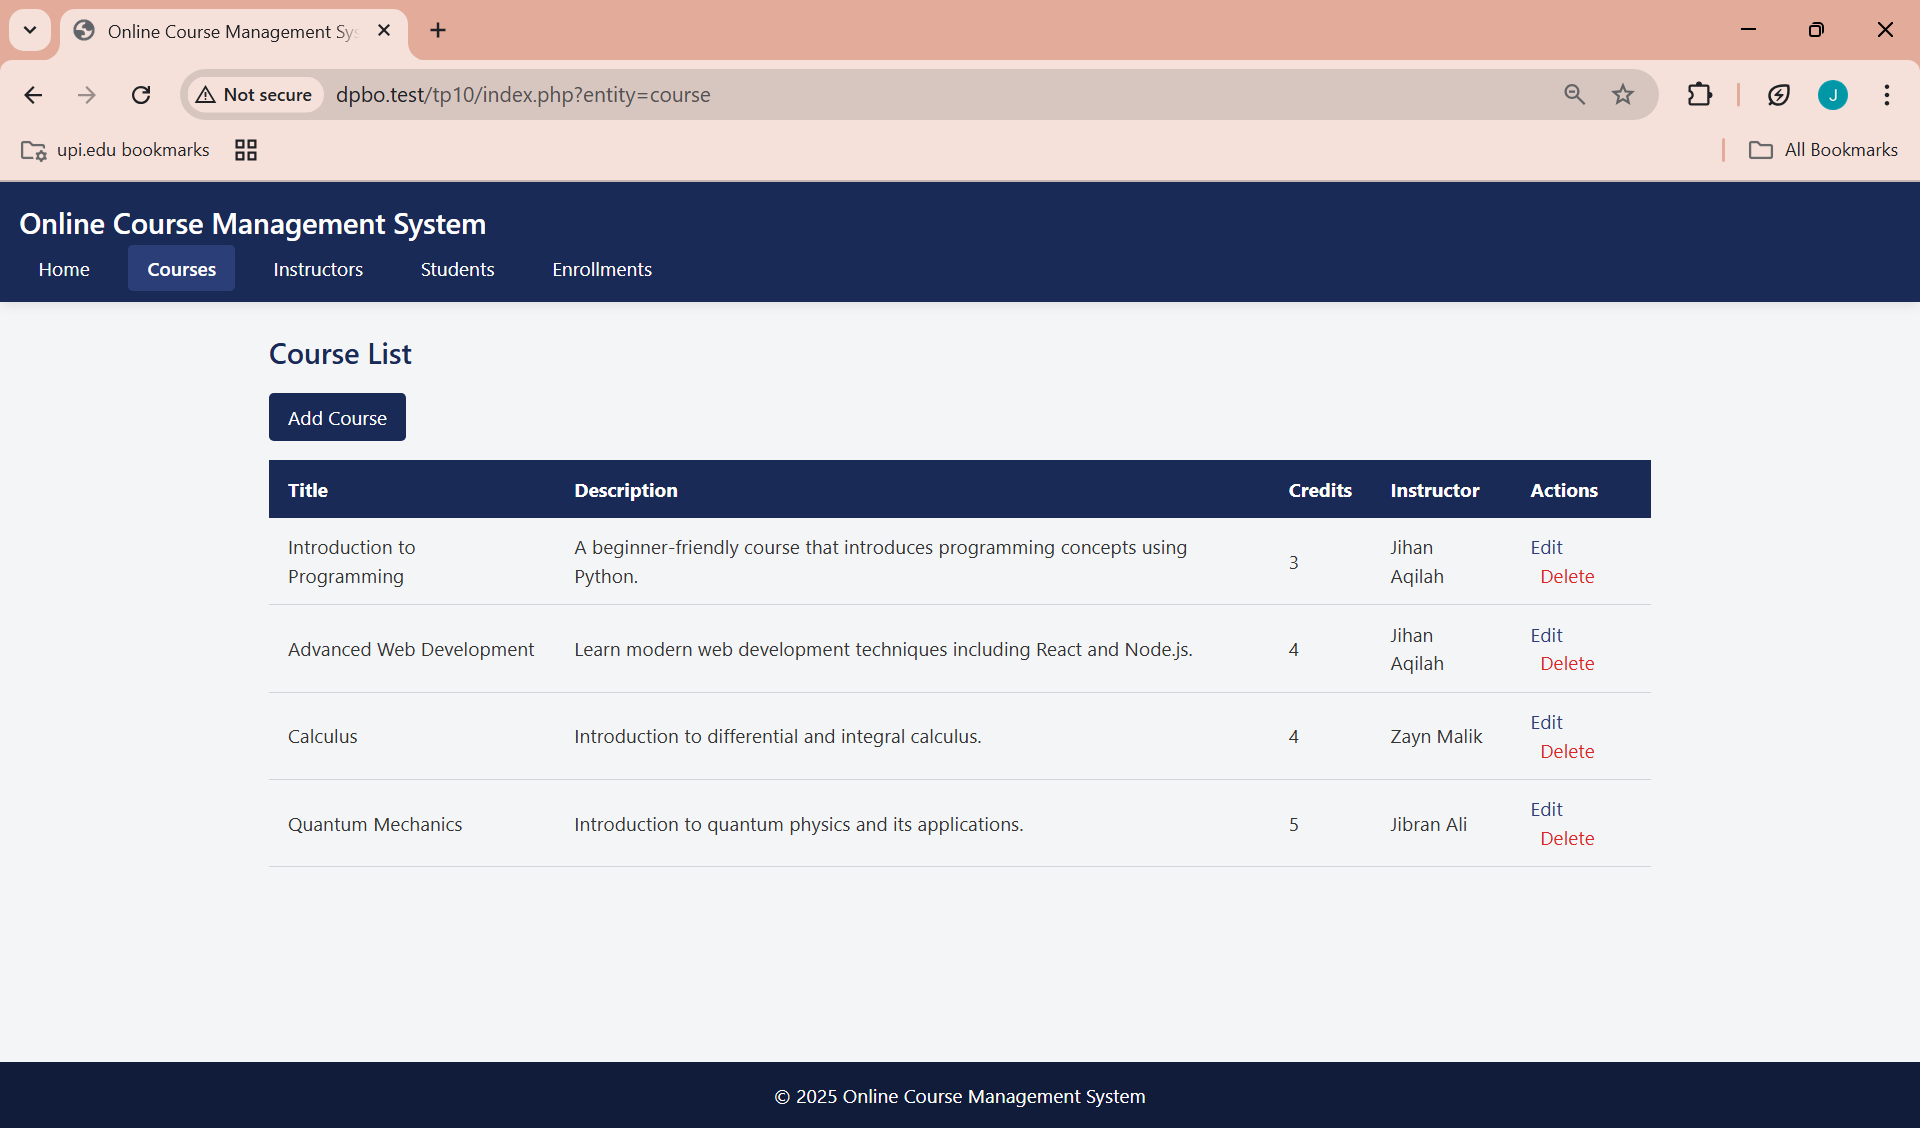 Online Course Management Sy
Not secure
dpbo.test/tp10/index.php?entity=course
J
upi.edu bookmarks
All Bookmarks
Online Course Management System
Home Courses Instructors Students Enrollments
Course List
Add Course
Title Description Credits Instructor Actions
Introduction to
Programming
A beginner-friendly course that introduces programming concepts using
Python.
3
Jihan
Aqilah
Edit
Delete
Advanced Web Development
Learn modern web development techniques including React and Node.js.
4
Jihan
Aqilah
Edit
Delete
Calculus
Introduction to differential and integral calculus.
4
Zayn Malik
Edit
Delete
Quantum Mechanics
Introduction to quantum physics and its applications.
5
Jibran Ali
Edit
Delete
© 2025 Online Course Management System